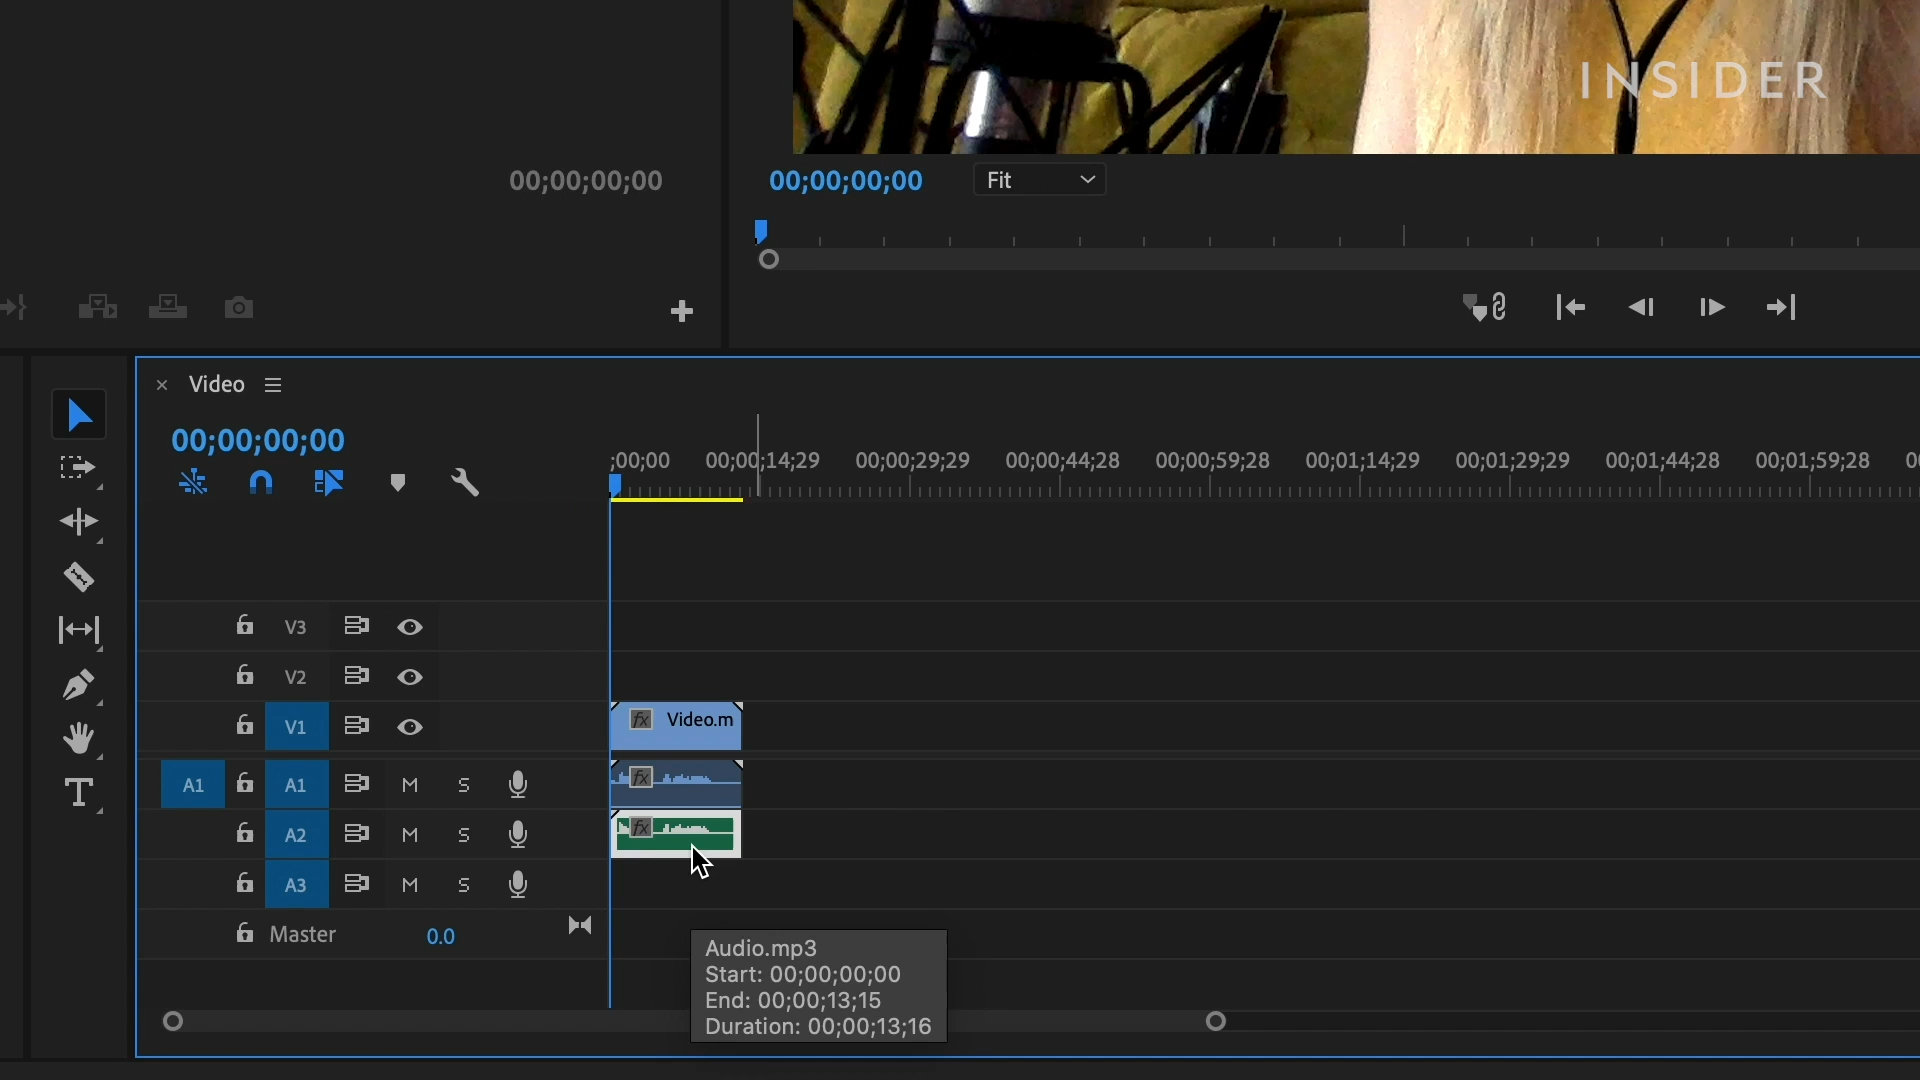 INSIDER
00;00;00;00
00;00;00;00
Fit
Video
00;00;00;00
;00;00
00;00;14;29
00;00;29;29
00;00;44;28
00;00;59;28
00;01;14;29
00;01;29;29
00;01;44;28
00;01;59;28
V3
V2
V1
fx Video.m
A1 A1 M S
fx
A2 M S
fx
A3 M S
Master 0.0
Audio.mp3
Start: 00;00;00;00
End: 00;00;13;15
Duration: 00;00;13;16